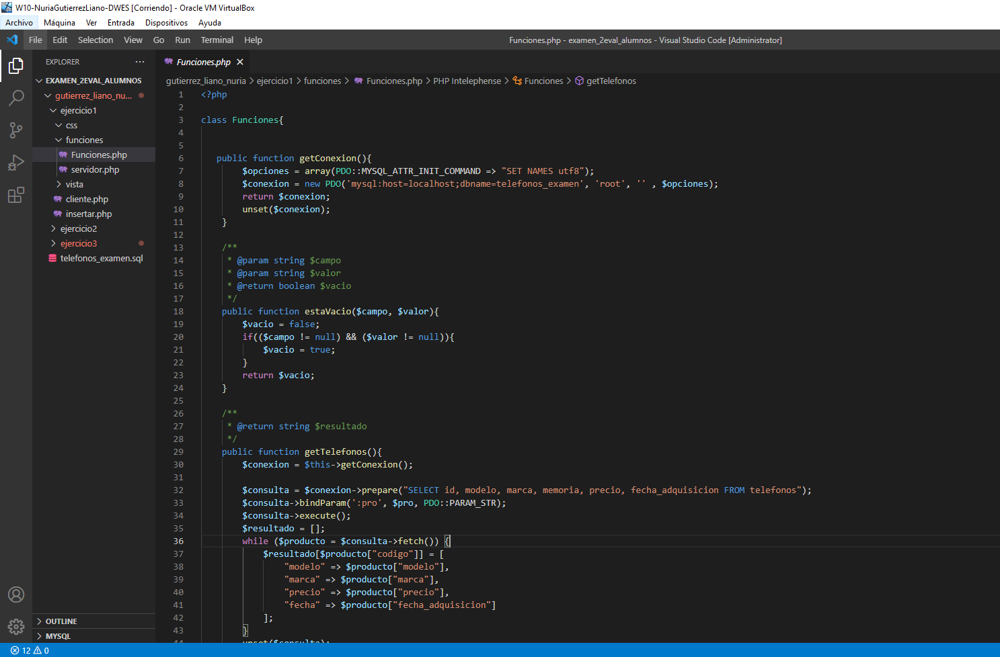 W10-NuriaGutierrezLiano-DWES [Corriendo] - Oracle VM VirtualBox
Archivo Máquina Ver Entrada Dispositivos Ayuda
File Edit Selection View Go Run Terminal Help
Funciones.php - examen_2eval_alumnos - Visual Studio Code [Administrator]
EXPLORER ···
EXAMEN_2EVAL_ALUMNOS
gutierrez_liano_nu...
ejercicio1
css
funciones
Funciones.php
servidor.php
vista
cliente.php
insertar.php
ejercicio2
ejercicio3
telefonos_examen.sql
OUTLINE
MYSQL
Funciones.php
gutierrez_liano_nuria > ejercicio1 > funciones > Funciones.php > PHP Intelephense > Funciones > getTelefonos
1 <?php
2
3 class Funciones{
4
5
6 public function getConexion(){
7 $opciones = array(PDO::MYSQL_ATTR_INIT_COMMAND => "SET NAMES utf8");
8 $conexion = new PDO('mysql:host=localhost;dbname=telefonos_examen', 'root', '' , $opciones);
9 return $conexion;
10 unset($conexion);
11 }
12
13 /**
14 * @param string $campo
15 * @param string $valor
16 * @return boolean $vacio
17 */
18 public function estaVacio($campo, $valor){
19 $vacio = false;
20 if(($campo != null) && ($valor != null)){
21 $vacio = true;
22 }
23 return $vacio;
24 }
25
26 /**
27 * @return string $resultado
28 */
29 public function getTelefonos(){
30 $conexion = $this->getConexion();
31
32 $consulta = $conexion->prepare("SELECT id, modelo, marca, memoria, precio, fecha_adquisicion FROM telefonos");
33 $consulta->bindParam(':pro', $pro, PDO::PARAM_STR);
34 $consulta->execute();
35 $resultado = [];
36 while ($producto = $consulta->fetch()) {
37 $resultado[$producto["codigo"]] = [
38 "modelo" => $producto["modelo"],
39 "marca" => $producto["marca"],
40 "precio" => $producto["precio"],
41 "fecha" => $producto["fecha_adquisicion"]
42 ];
43 }
44 unset($consulta);
12 0